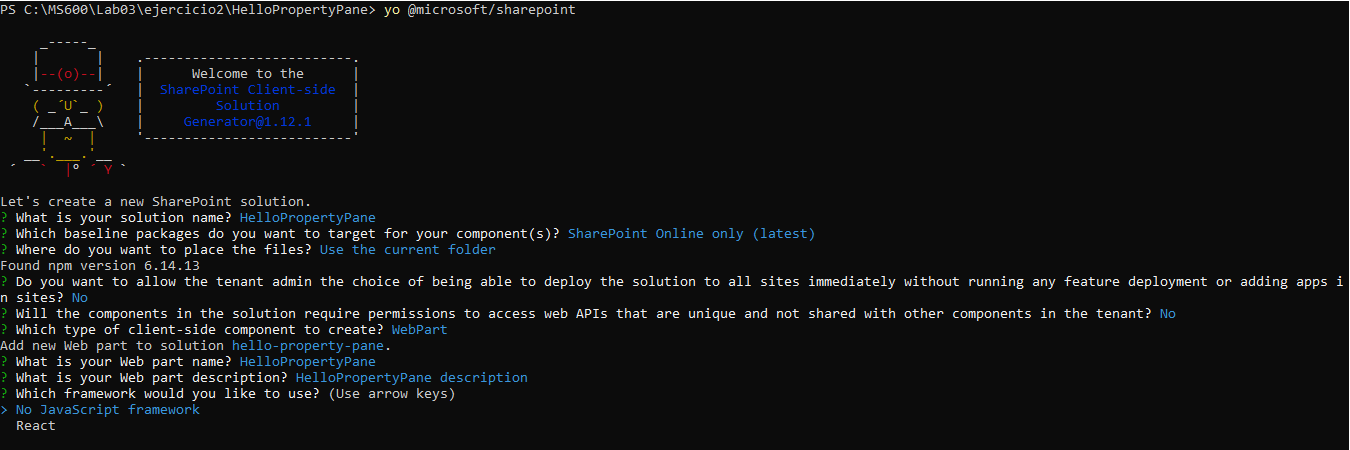 PS C:\MS600\Lab03\ejercicio2\HelloPropertyPane> yo @microsoft/sharepoint
     _-----_
    |       |    .--------------------------.
    |--(o)--|    |      Welcome to the      |
   `---------´   |  SharePoint Client-side  |
    ( _´U`_ )    |         Solution         |
    /___A___\    |     Generator@1.12.1     |
     |  ~  |     '--------------------------'
   __'.___.'__
 ´   `  |° ´ Y `
Let's create a new SharePoint solution.
? What is your solution name? HelloPropertyPane
? Which baseline packages do you want to target for your component(s)? SharePoint Online only (latest)
? Where do you want to place the files? Use the current folder
Found npm version 6.14.13
? Do you want to allow the tenant admin the choice of being able to deploy the solution to all sites immediately without running any feature deployment or adding apps i
n sites? No
? Will the components in the solution require permissions to access web APIs that are unique and not shared with other components in the tenant? No
? Which type of client-side component to create? WebPart
Add new Web part to solution hello-property-pane.
? What is your Web part name? HelloPropertyPane
? What is your Web part description? HelloPropertyPane description
? Which framework would you like to use? (Use arrow keys)
> No JavaScript framework
  React